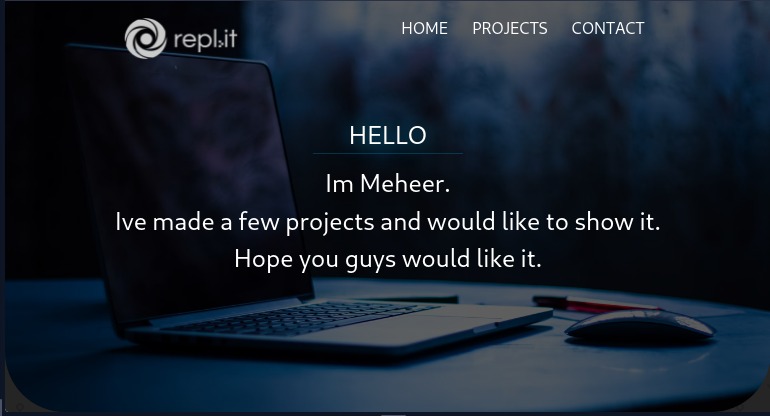 repl.it
HOME PROJECTS CONTACT
HELLO
Im Meheer.
Ive made a few projects and would like to show it.
Hope you guys would like it.